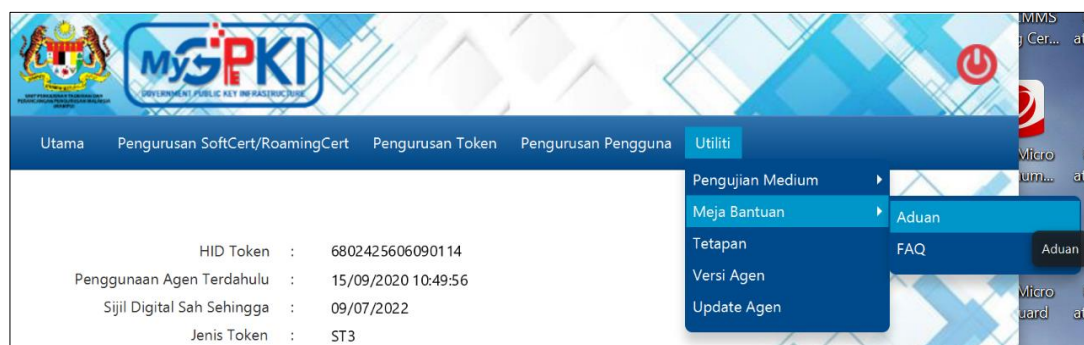 MyGPKI
GOVERNMENT PUBLIC KEY INFRASTRUCTURE
Utama Pengurusan SoftCert/RoamingCert Pengurusan Token Pengurusan Pengguna Utiliti
Pengujian Medium
Meja Bantuan
Tetapan
Versi Agen
Update Agen
Aduan
FAQ
Aduan
HID Token : 6802425606090114
Penggunaan Agen Terdahulu : 15/09/2020 10:49:56
Sijil Digital Sah Sehingga : 09/07/2022
Jenis Token : ST3